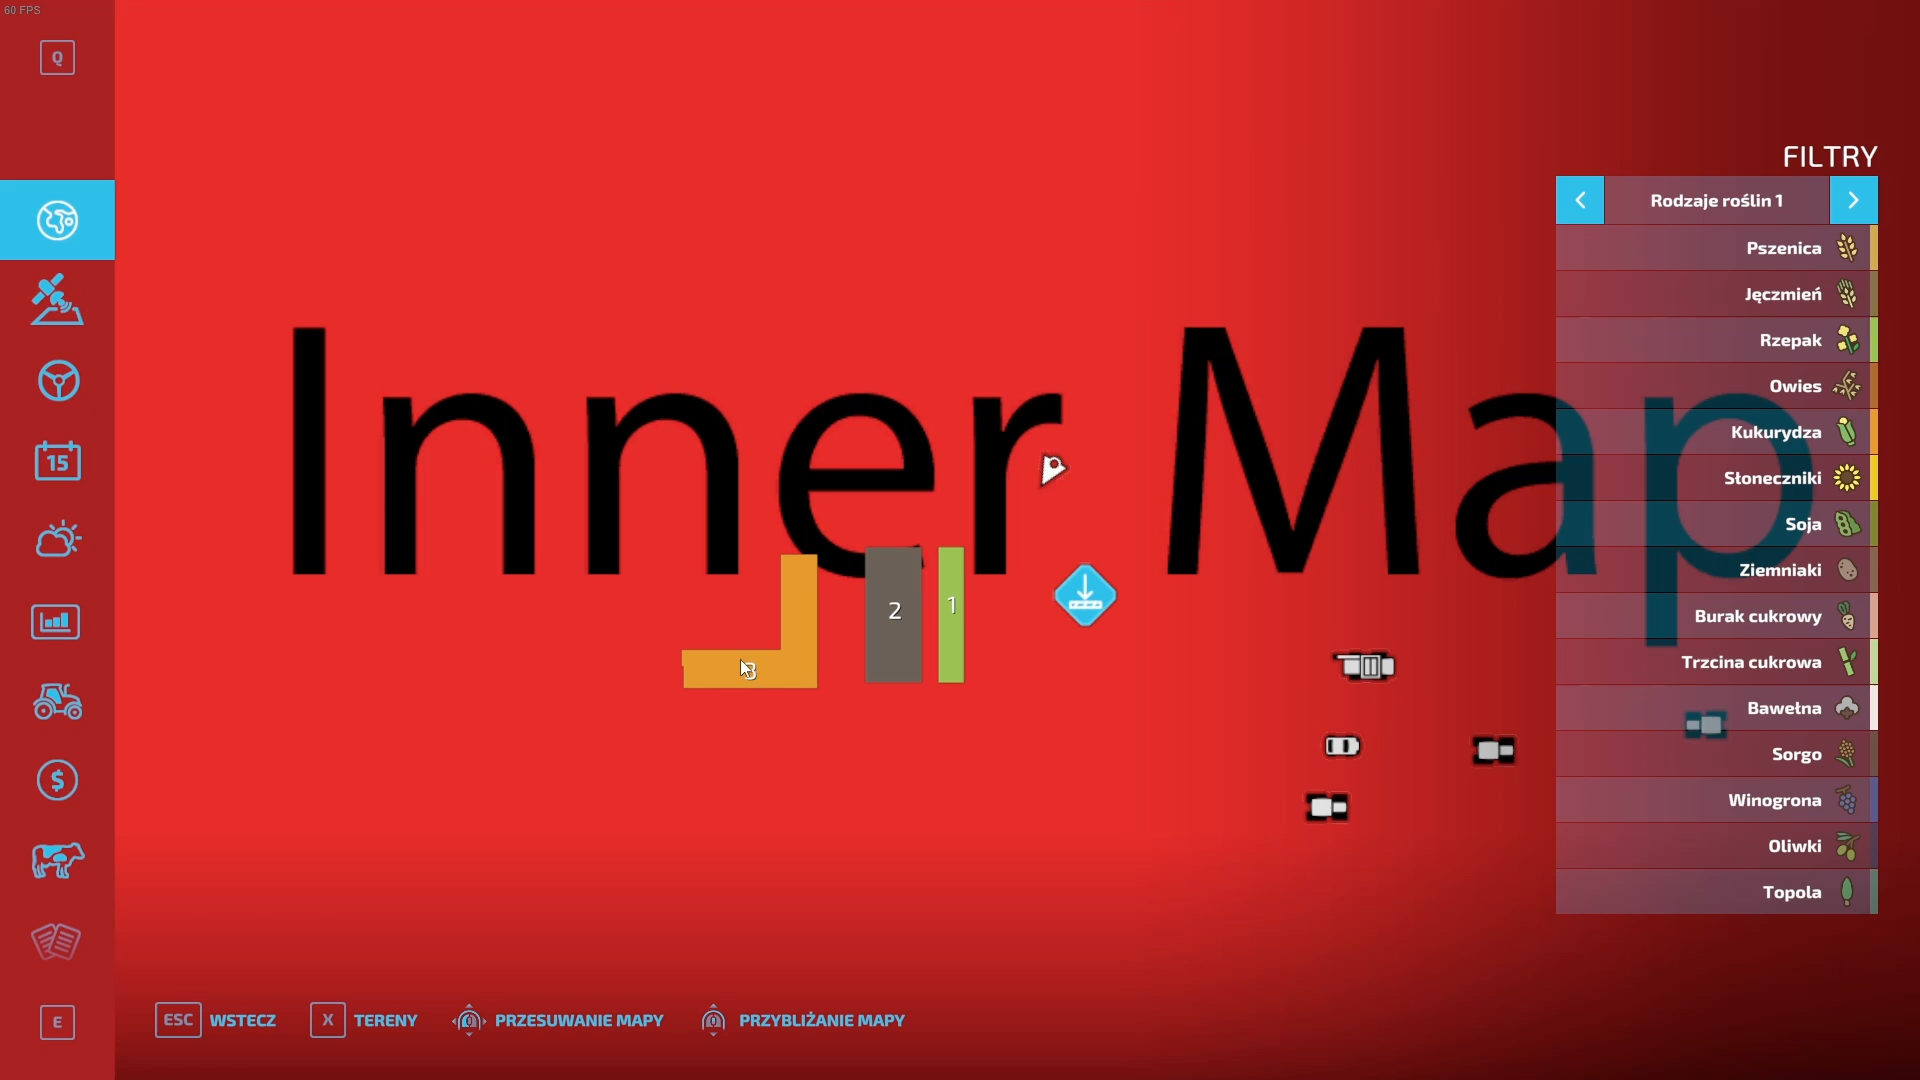 60 FPS
Q
FILTRY
Rodzaje roślin 1
Pszenica
Jęczmień
Rzepak
Owies
Inner Map
Kukurydza
15
Słoneczniki
Soja
Ziemniaki
2
1
Burak cukrowy
3
Trzcina cukrowa
Bawełna
Sorgo
$
Winogrona
Oliwki
Topola
E
ESC WSTECZ
X TERENY
PRZESUWANIE MAPY
PRZYBLIŻANIE MAPY